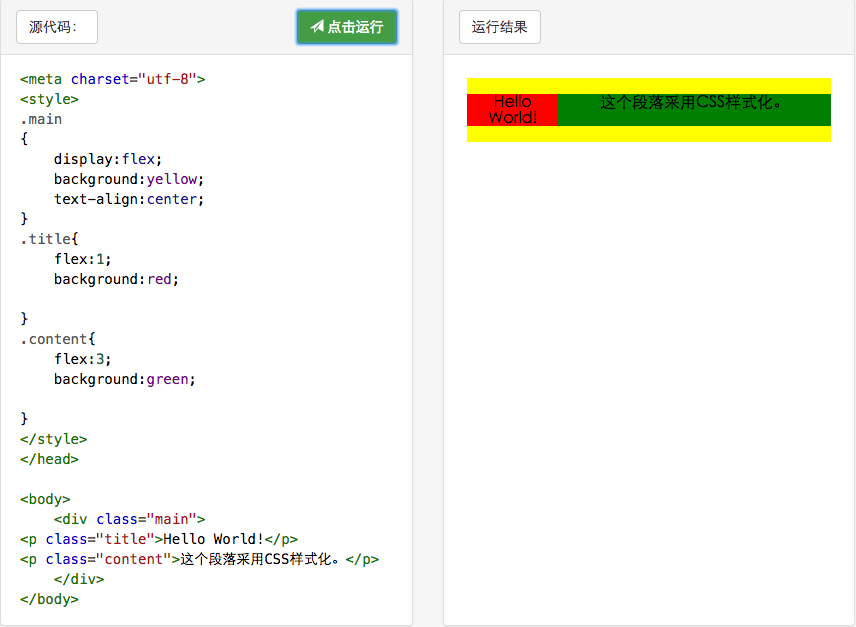 源代码：
点击运行
<meta charset="utf-8">
<style>
.main
{
    display:flex;
    background:yellow;
    text-align:center;
}
.title{
    flex:1;
    background:red;

}
.content{
    flex:3;
    background:green;

}
</style>
</head>

<body>
    <div class="main">
<p class="title">Hello World!</p>
<p class="content">这个段落采用CSS样式化。</p>
    </div>
</body>
运行结果
Hello
World!
这个段落采用CSS样式化。